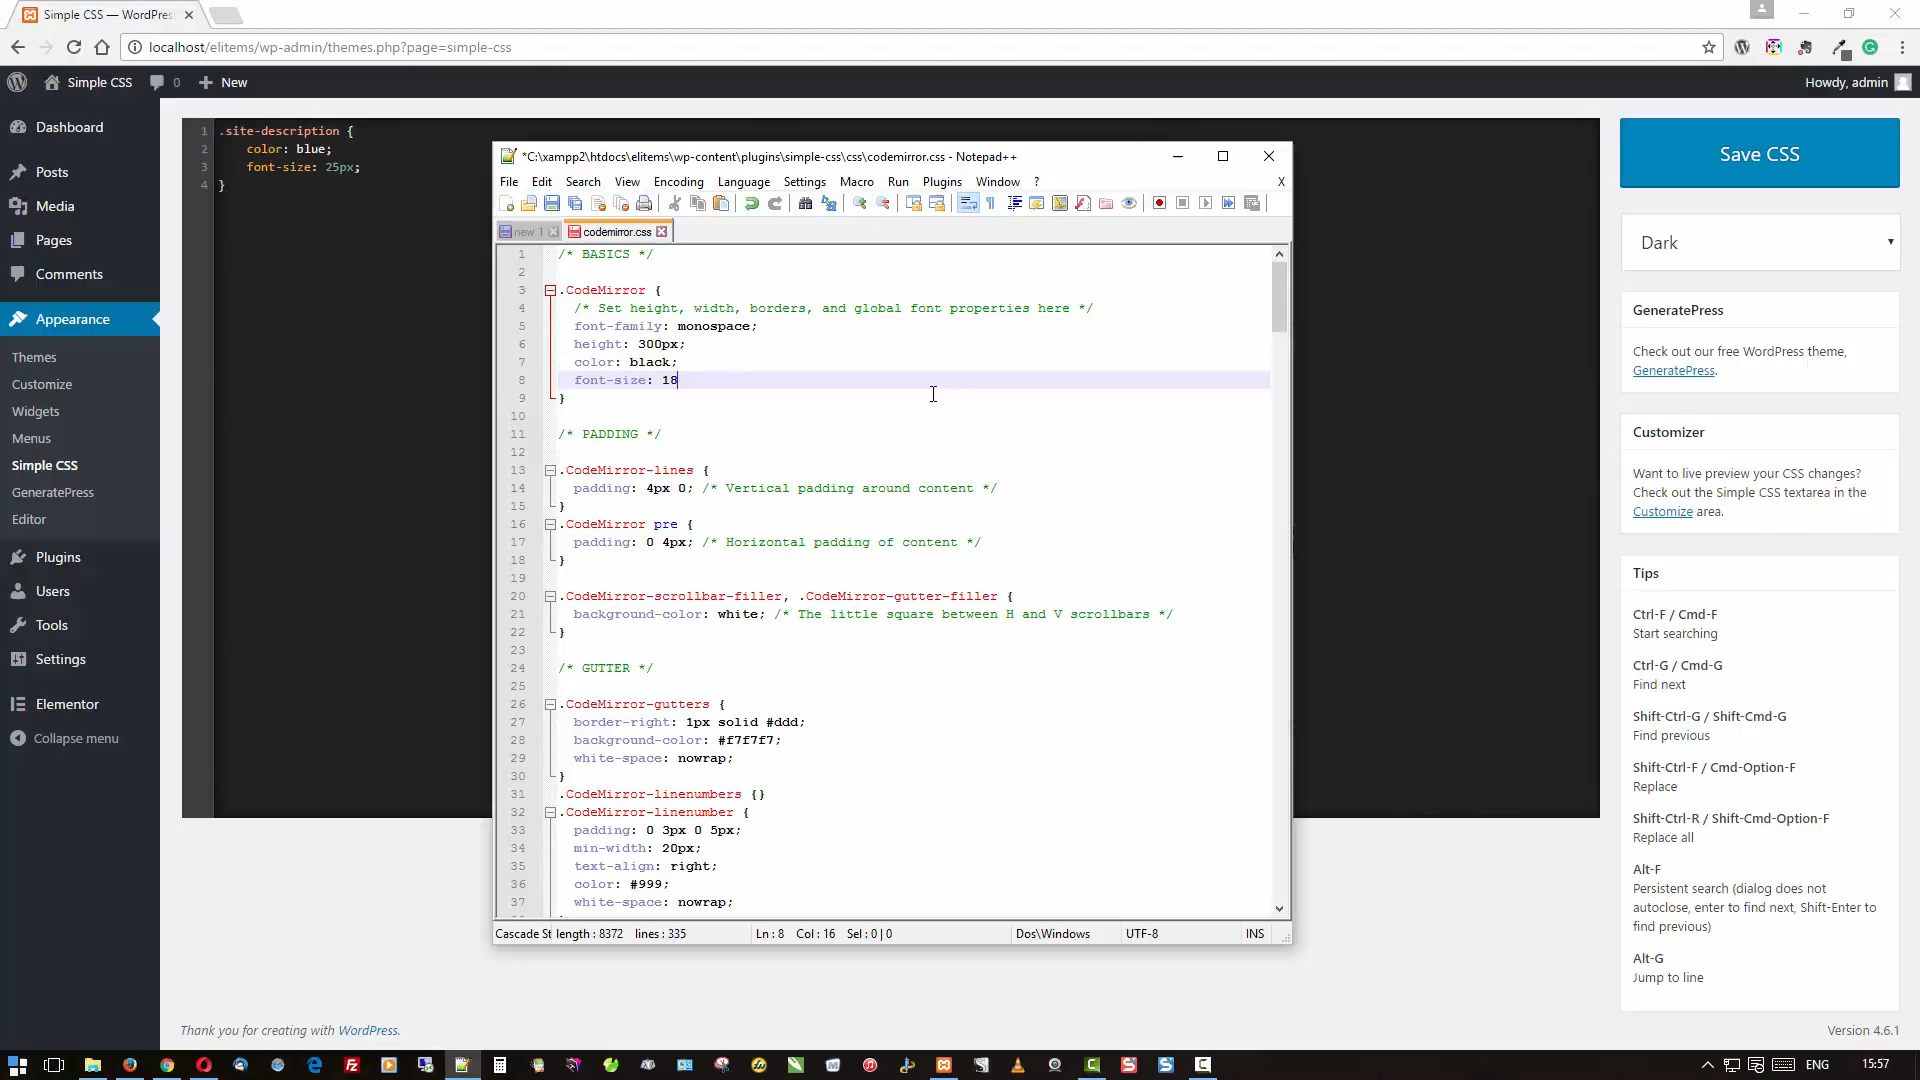 Simple CSS — WordPres
localhost/elitems/wp-admin/themes.php?page=simple-css
Simple CSS
0
New
Howdy, admin
Dashboard
Posts
Media
Pages
Comments
Appearance
Themes
Customize
Widgets
Menus
Simple CSS
GeneratePress
Editor
Plugins
Users
Tools
Settings
Elementor
Collapse menu
1 .site-description {
2 color: blue;
3 font-size: 25px;
4 }
*C:\xampp2\htdocs\elitems\wp-content\plugins\simple-css\css\codemirror.css - Notepad++
File Edit Search View Encoding Language Settings Macro Run Plugins Window ? X
new 1 codemirror.css
1 /* BASICS */
2
3 .CodeMirror {
4 /* Set height, width, borders, and global font properties here */
5 font-family: monospace;
6 height: 300px;
7 color: black;
8 font-size: 18
9 }
10
11 /* PADDING */
12
13 .CodeMirror-lines {
14 padding: 4px 0; /* Vertical padding around content */
15 }
16 .CodeMirror pre {
17 padding: 0 4px; /* Horizontal padding of content */
18 }
19
20 .CodeMirror-scrollbar-filler, .CodeMirror-gutter-filler {
21 background-color: white; /* The little square between H and V scrollbars */
22 }
23
24 /* GUTTER */
25
26 .CodeMirror-gutters {
27 border-right: 1px solid #ddd;
28 background-color: #f7f7f7;
29 white-space: nowrap;
30 }
31 .CodeMirror-linenumbers {}
32 .CodeMirror-linenumber {
33 padding: 0 3px 0 5px;
34 min-width: 20px;
35 text-align: right;
36 color: #999;
37 white-space: nowrap;
Cascade St length : 8372 lines : 335 Ln : 8 Col : 16 Sel : 0 | 0 Dos\Windows UTF-8 INS
Save CSS
Dark
GeneratePress
Check out our free WordPress theme,
GeneratePress.
Customizer
Want to live preview your CSS changes?
Check out the Simple CSS textarea in the
Customize area.
Tips
Ctrl-F / Cmd-F
Start searching
Ctrl-G / Cmd-G
Find next
Shift-Ctrl-G / Shift-Cmd-G
Find previous
Shift-Ctrl-F / Cmd-Option-F
Replace
Shift-Ctrl-R / Shift-Cmd-Option-F
Replace all
Alt-F
Persistent search (dialog does not
autoclose, enter to find next, Shift-Enter to
find previous)
Alt-G
Jump to line
Thank you for creating with WordPress.
Version 4.6.1
ENG
15:57